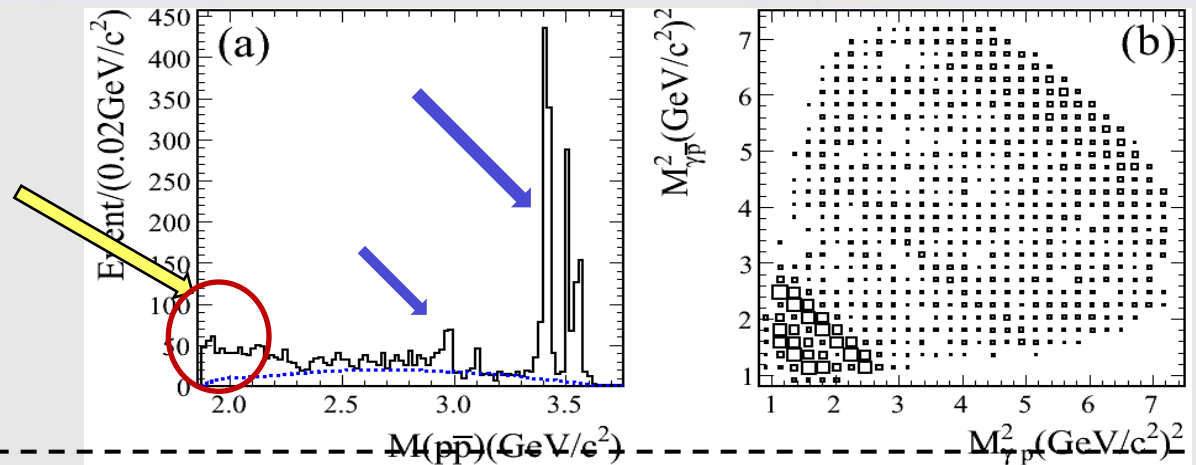 (a)
Event/(0.02GeV/c²)
450
400
350
300
250
200
150
100
50
0
2.0 2.5 3.0 3.5
M(pp̅)(GeV/c²)
(b)
M²γp̅(GeV/c²)²
7
6
5
4
3
2
1
1 2 3 4 5 6 7
M²γp(GeV/c²)²